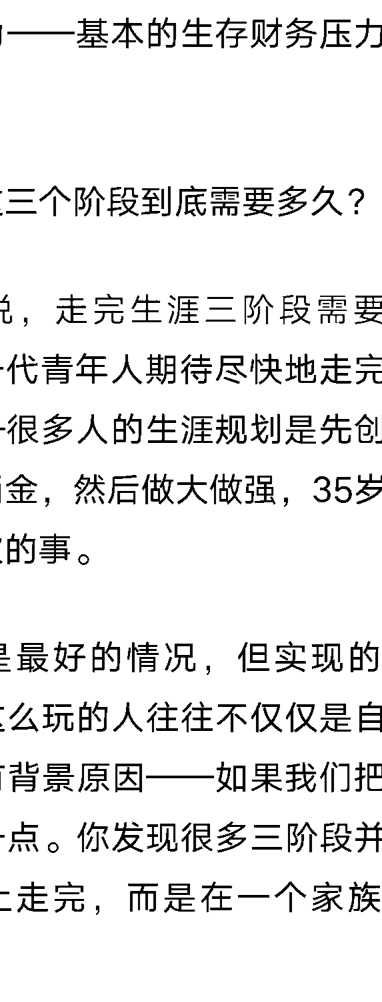 ——基本的生存财务压力
三个阶段到底需要多久？
说，走完生涯三阶段需要
代青年人期待尽快地走完
很多人的生涯规划是先创
金，然后做大做强，35岁
的事。
是最好的情况，但实现的
这么玩的人往往不仅仅是自
有背景原因——如果我们把
点。你发现很多三阶段并
上走完，而是在一个家族